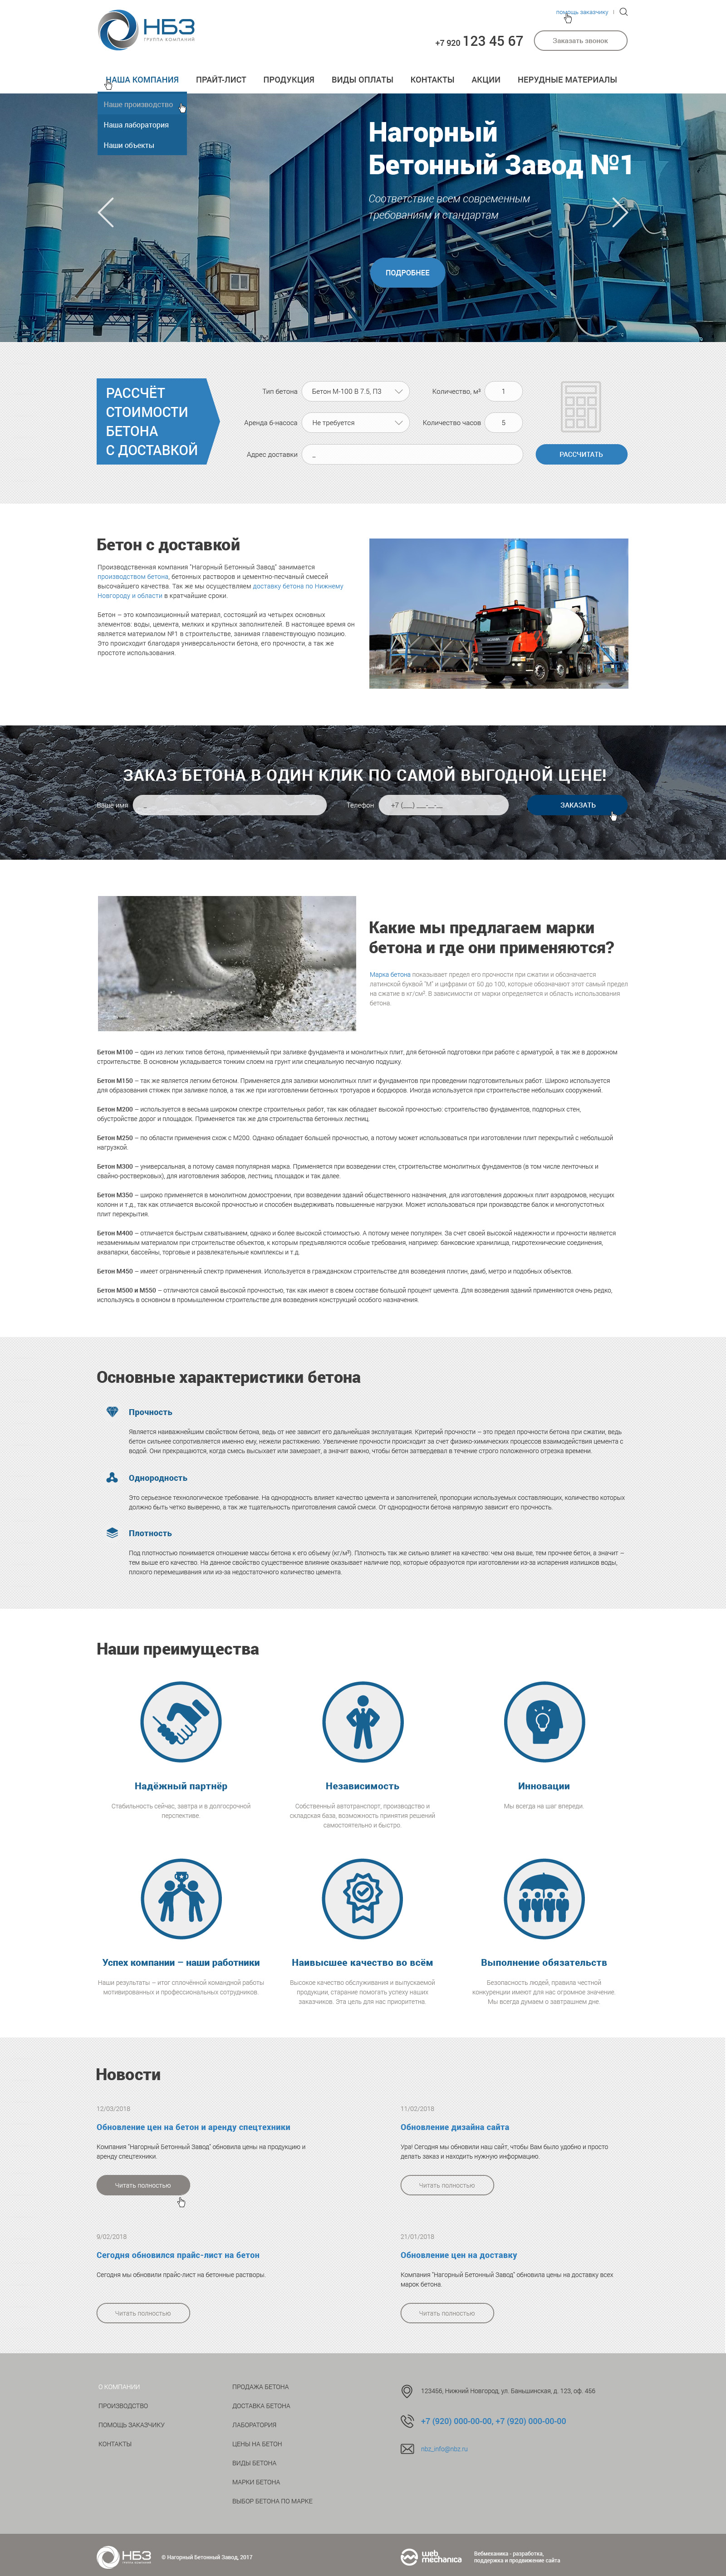 помощь заказчику |
НБЗ
ГРУППА КОМПАНИЙ
+7 920 123 45 67
Заказать звонок
НАША КОМПАНИЯ ПРАЙТ-ЛИСТ ПРОДУКЦИЯ ВИДЫ ОПЛАТЫ КОНТАКТЫ АКЦИИ НЕРУДНЫЕ МАТЕРИАЛЫ
Наше производство
Наша лаборатория
Наши объекты
Нагорный
Бетонный Завод №1
Соответствие всем современным
требованиям и стандартам
ПОДРОБНЕЕ
РАССЧЁТ
СТОИМОСТИ
БЕТОНА
С ДОСТАВКОЙ
Тип бетона Бетон М-100 В 7.5, П3 Количество, м³ 1
Аренда б-насоса Не требуется Количество часов 5
Адрес доставки _
РАССЧИТАТЬ
Бетон с доставкой
Производственная компания "Нагорный Бетонный Завод" занимается
производством бетона, бетонных растворов и цементно-песчаный смесей
высочайшего качества. Так же мы осуществляем доставку бетона по Нижнему
Новгороду и области в кратчайшие сроки.
Бетон – это композиционный материал, состоящий из четырех основных
элементов: воды, цемента, мелких и крупных заполнителей. В настоящее время он
является материалом №1 в строительстве, занимая главенствующую позицию.
Это происходит благодаря универсальности бетона, его прочности, а так же
простоте использования.
ЗАКАЗ БЕТОНА В ОДИН КЛИК ПО САМОЙ ВЫГОДНОЙ ЦЕНЕ!
Ваше имя _ Телефон +7 (___) ___-__-__ ЗАКАЗАТЬ
Какие мы предлагаем марки
бетона и где они применяются?
Марка бетона показывает предел его прочности при сжатии и обозначается
латинской буквой "М" и цифрами от 50 до 100, которые обозначают этот самый предел
на сжатие в кг/см². В зависимости от марки определяется и область использования
бетона.
Бетон М100 – один из легких типов бетона, применяемый при заливке фундамента и монолитных плит, для бетонной подготовки при работе с арматурой, а так же в дорожном
строительстве. В основном укладывается тонким слоем на грунт или специальную песчаную подушку.
Бетон М150 – так же является легким бетоном. Применяется для заливки монолитных плит и фундаментов при проведении подготовительных работ. Широко используется
для образования стяжек при заливке полов, а так же при изготовлении бетонных тротуаров и бордюров. Иногда используется при строительстве небольших сооружений.
Бетон М200 – используется в весьма широком спектре строительных работ, так как обладает высокой прочностью: строительство фундаментов, подпорных стен,
обустройстве дорог и площадок. Применяется так же для строительства бетонных лестниц.
Бетон М250 – по области применения схож с М200. Однако обладает большей прочностью, а потому может использоваться при изготовлении плит перекрытий с небольшой
нагрузкой.
Бетон М300 – универсальная, а потому самая популярная марка. Применяется при возведении стен, строительстве монолитных фундаментов (в том числе ленточных и
свайно-ростверковых), для изготовления заборов, лестниц, площадок и так далее.
Бетон М350 – широко применяется в монолитном домостроении, при возведении зданий общественного назначения, для изготовления дорожных плит аэродромов, несущих
колонн и т.д., так как отличается высокой прочностью и способен выдерживать повышенные нагрузки. Может использоваться при производстве балок и многопустотных
плит перекрытия.
Бетон М400 – отличается быстрым схватыванием, однако и более высокой стоимостью. А потому менее популярен. За счет своей высокой надежности и прочности является
незаменимым материалом при строительстве объектов, к которым предъявляются особые требования, например: банковские хранилища, гидротехнические соединения,
аквапарки, бассейны, торговые и развлекательные комплексы и т.д.
Бетон М450 – имеет ограниченный спектр применения. Используется в гражданском строительстве для возведения плотин, дамб, метро и подобных объектов.
Бетон М500 и М550 – отличаются самой высокой прочностью, так как имеют в своем составе большой процент цемента. Для возведения зданий применяются очень редко,
используясь в основном в промышленном строительстве для возведения конструкций особого назначения.
Основные характеристики бетона
Прочность
Является наиважнейшим свойством бетона, ведь от нее зависит его дальнейшая эксплуатация. Критерий прочности – это предел прочности бетона при сжатии, ведь
бетон сильнее сопротивляется именно ему, нежели растяжению. Увеличение прочности происходит за счет физико-химических процессов взаимодействия цемента с
водой. Они прекращаются, когда смесь высыхает или замерзает, а значит важно, чтобы бетон затвердевал в течение строго положенного отрезка времени.
Однородность
Это серьезное технологическое требование. На однородность влияет качество цемента и заполнителей, пропорции используемых составляющих, количество которых
должно быть четко выверенно, а так же тщательность приготовления самой смеси. От однородности бетона напрямую зависит его прочность.
Плотность
Под плотностью понимается отношение массы бетона к его объему (кг/м³). Плотность так же сильно влияет на качество: чем она выше, тем прочнее бетон, а значит –
тем выше его качество. На данное свойство существенное влияние оказывает наличие пор, которые образуются при изготовлении из-за испарения излишков воды,
плохого перемешивания или из-за недостаточного количество цемента.
Наши преимущества
Надёжный партнёр
Стабильность сейчас, завтра и в долгосрочной
перспективе.
Независимость
Собственный автотранспорт, производство и
складская база, возможность принятия решений
самостоятельно и быстро.
Инновации
Мы всегда на шаг впереди.
Успех компании – наши работники
Наши результаты – итог сплочённой командной работы
мотивированных и профессиональных сотрудников.
Наивысшее качество во всём
Высокое качество обслуживания и выпускаемой
продукции, старание помогать успеху наших
заказчиков. Эта цель для нас приоритетна.
Выполнение обязательств
Безопасность людей, правила честной
конкуренции имеют для нас огромное значение.
Мы всегда думаем о завтрашнем дне.
Новости
12/03/2018
Обновление цен на бетон и аренду спецтехники
Компания "Нагорный Бетонный Завод" обновила цены на продукцию и
аренду спецтехники.
Читать полностью
11/02/2018
Обновление дизайна сайта
Ура! Сегодня мы обновили наш сайт, чтобы Вам было удобно и просто
делать заказ и находить нужную информацию.
Читать полностью
9/02/2018
Сегодня обновился прайс-лист на бетон
Сегодня мы обновили прайс-лист на бетонные растворы.
Читать полностью
21/01/2018
Обновление цен на доставку
Компания "Нагорный Бетонный Завод" обновила цены на доставку всех
марок бетона.
Читать полностью
О КОМПАНИИ
ПРОИЗВОДСТВО
ПОМОЩЬ ЗАКАЗЧИКУ
КОНТАКТЫ
ПРОДАЖА БЕТОНА
ДОСТАВКА БЕТОНА
ЛАБОРАТОРИЯ
ЦЕНЫ НА БЕТОН
ВИДЫ БЕТОНА
МАРКИ БЕТОНА
ВЫБОР БЕТОНА ПО МАРКЕ
123456, Нижний Новгород, ул. Баньшинская, д. 123, оф. 456
+7 (920) 000-00-00, +7 (920) 000-00-00
nbz_info@nbz.ru
НБЗ
ГРУППА КОМПАНИЙ
© Нагорный Бетонный Завод, 2017
web
mechanica
Вебмеханика - разработка,
поддержка и продвижение сайта